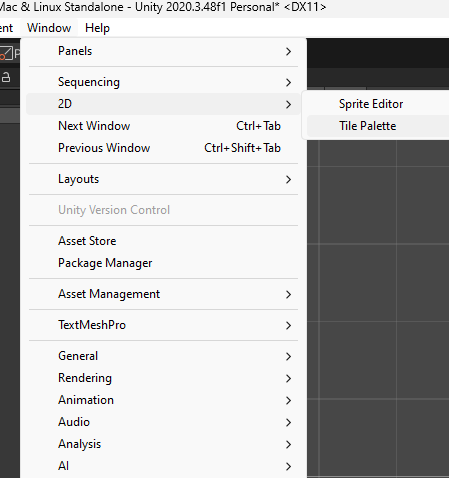 Mac & Linux Standalone - Unity 2020.3.48f1 Personal* <DX11>
ent Window Help
P
Panels
Sequencing
2D
Sprite Editor
Next Window Ctrl+Tab
Tile Palette
Previous Window Ctrl+Shift+Tab
Layouts
Unity Version Control
Asset Store
Package Manager
Asset Management
TextMeshPro
General
Rendering
Animation
Audio
Analysis
AI